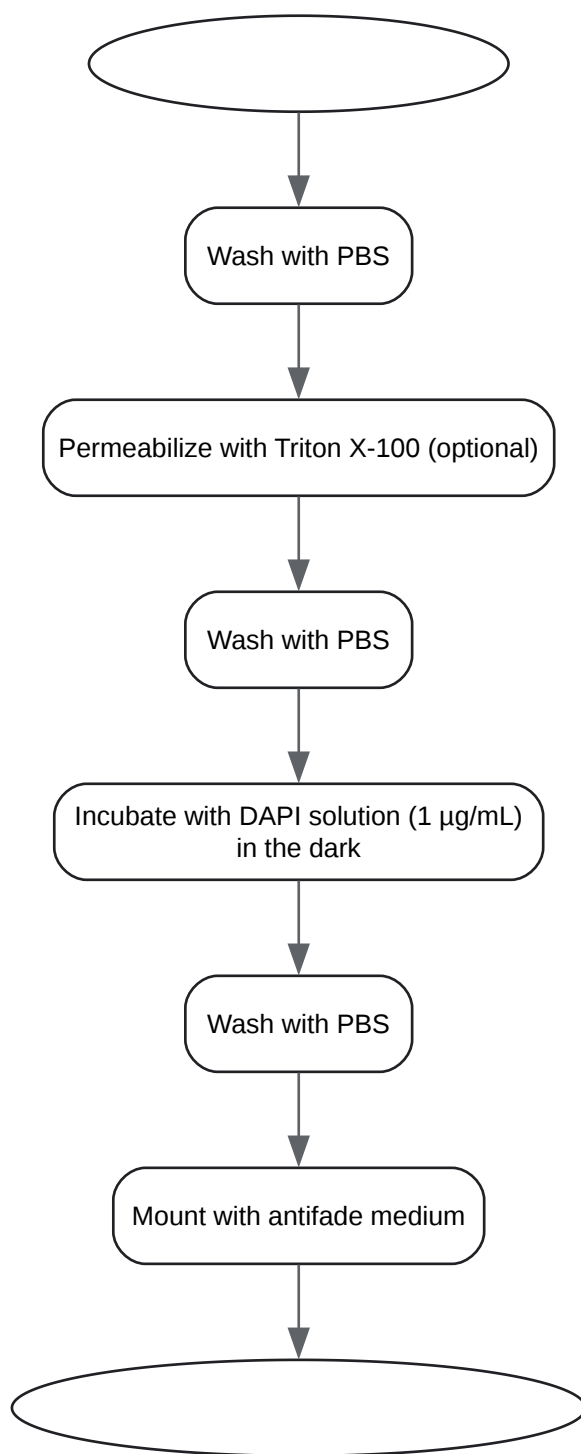 Wash with PBS
Permeabilize with Triton X-100 (optional)
Wash with PBS
Incubate with DAPI solution (1 µg/mL)
in the dark
Wash with PBS
Mount with antifade medium